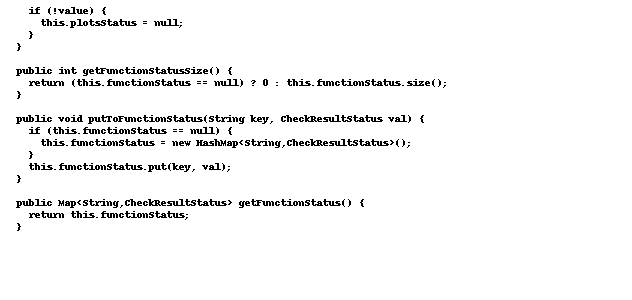 if (!value) {
      this.plotsStatus = null;
    }
  }

  public int getFunctionStatusSize() {
    return (this.functionStatus == null) ? 0 : this.functionStatus.size();
  }

  public void putToFunctionStatus(String key, CheckResultStatus val) {
    if (this.functionStatus == null) {
      this.functionStatus = new HashMap<String,CheckResultStatus>();
    }
    this.functionStatus.put(key, val);
  }

  public Map<String,CheckResultStatus> getFunctionStatus() {
    return this.functionStatus;
  }